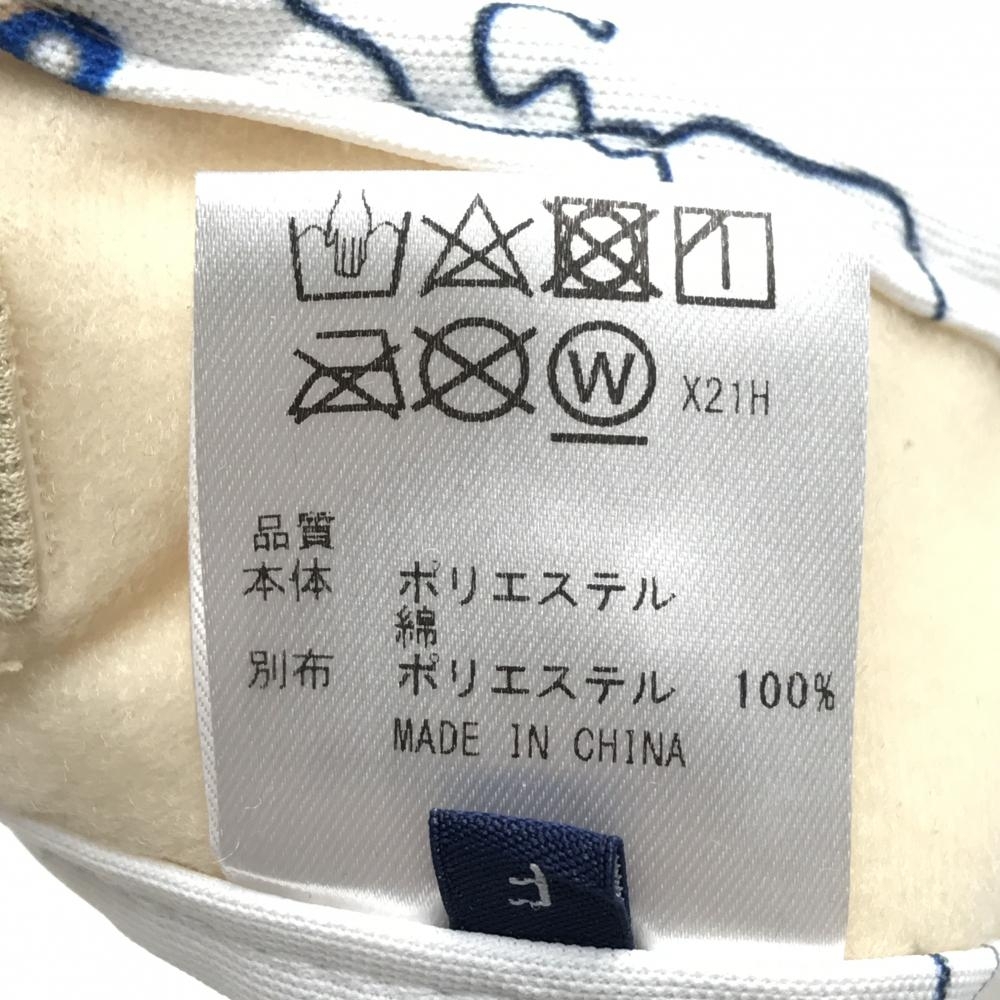 W X21H
品質
本体 ポリエステル
綿
別布 ポリエステル 100%
MADE IN CHINA
F